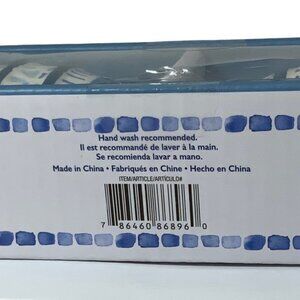 Hand wash recommended.
Il est recommandé de laver à la main.
Se recomienda lavar a mano.
Made in China • Fabriqués en Chine • Hecho en China
ITEM/ARTICLE/ARTÍCULO#
7 86460 86896 0